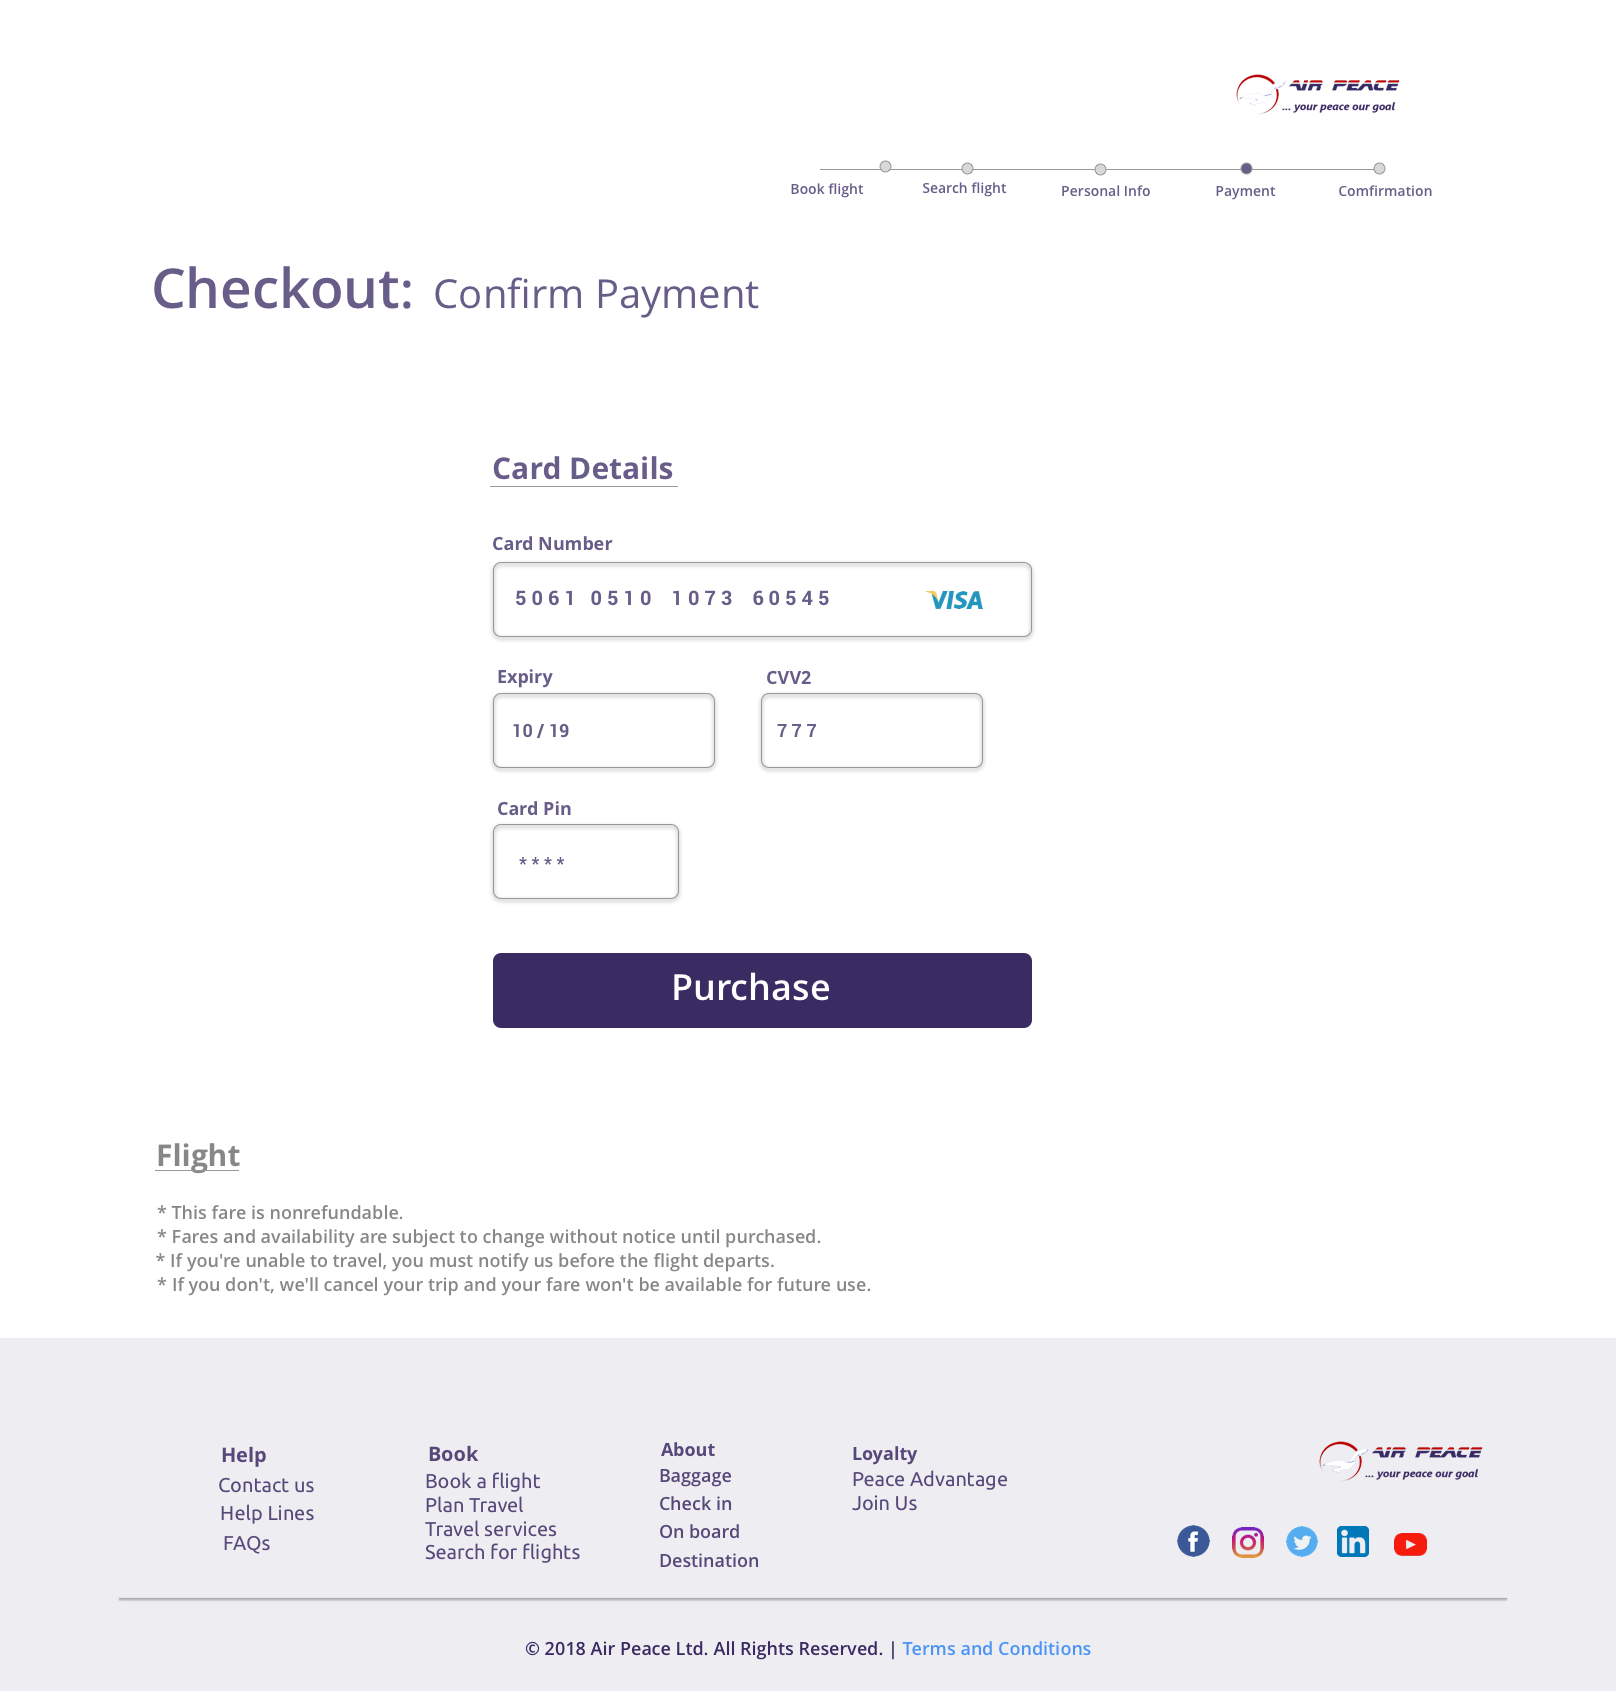 AIR PEACE
... your peace our goal
Book flight
Search flight
Personal Info
Payment
Comfirmation
Checkout: Confirm Payment
Card Details
Card Number
5061 0510 1073 60545 VISA
Expiry
CVV2
10/19
777
Card Pin
****
Purchase
Flight
* This fare is nonrefundable.
* Fares and availability are subject to change without notice until purchased.
* If you're unable to travel, you must notify us before the flight departs.
* If you don't, we'll cancel your trip and your fare won't be available for future use.
Help
Contact us
Help Lines
FAQs
Book
Book a flight
Plan Travel
Travel services
Search for flights
About
Baggage
Check in
On board
Destination
Loyalty
Peace Advantage
Join Us
AIR PEACE
... your peace our goal
© 2018 Air Peace Ltd. All Rights Reserved. | Terms and Conditions